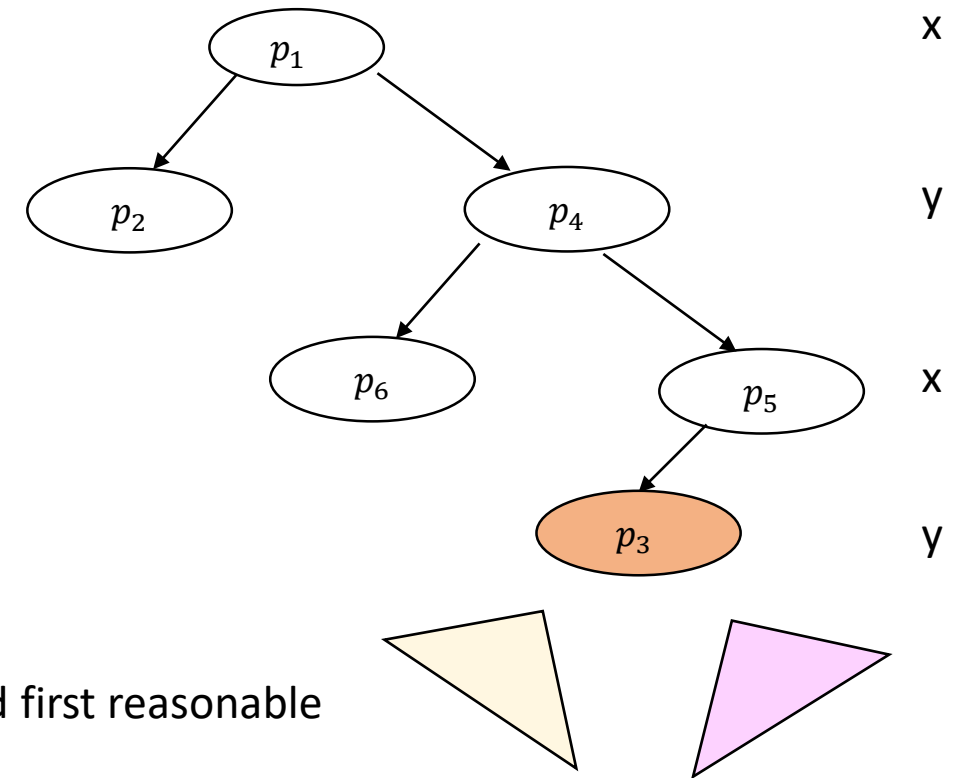 p₁ x
p₂ p₄ y
p₆ p₅ x
p₃ y
first reasonable